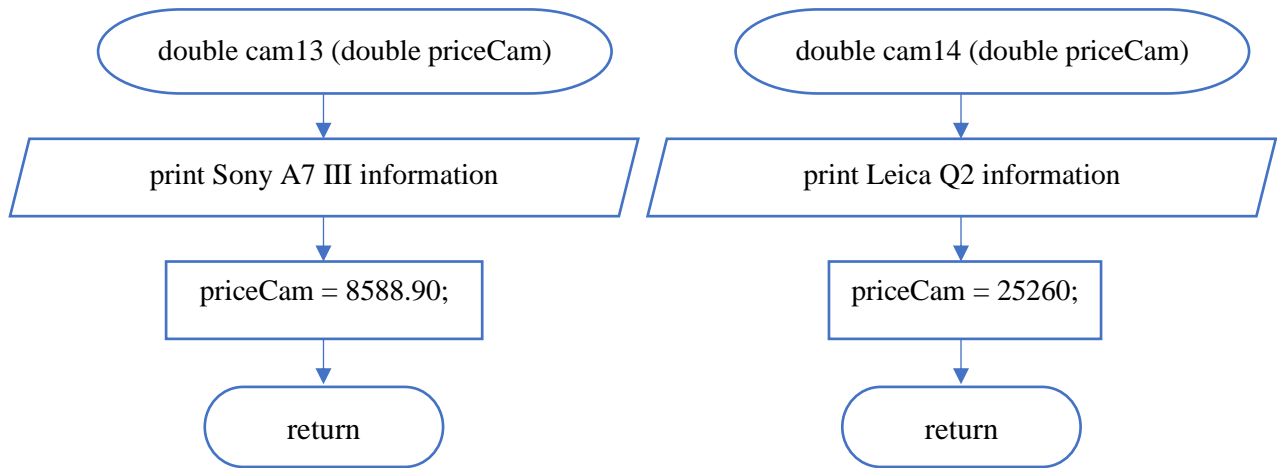 double cam13 (double priceCam)
print Sony A7 III information
priceCam = 8588.90;
return
double cam14 (double priceCam)
print Leica Q2 information
priceCam = 25260;
return